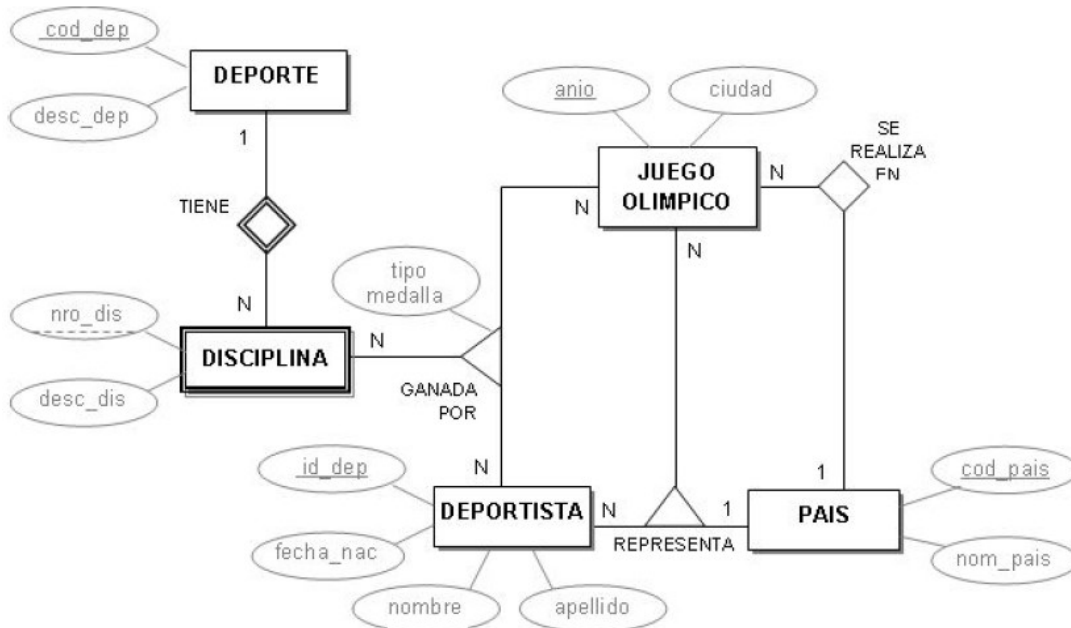 cod_dep
DEPORTE
desc_dep
1
TIENE
N
nro_dis
DISCIPLINA
desc_dis
N
tipo
medalla
GANADA
POR
N
N
anio
ciudad
JUEGO
OLIMPICO
N
SE
REALIZA
EN
N
1
id_dep
DEPORTISTA
fecha_nac
nombre
apellido
N
REPRESENTA
1
PAIS
cod_pais
nom_pais